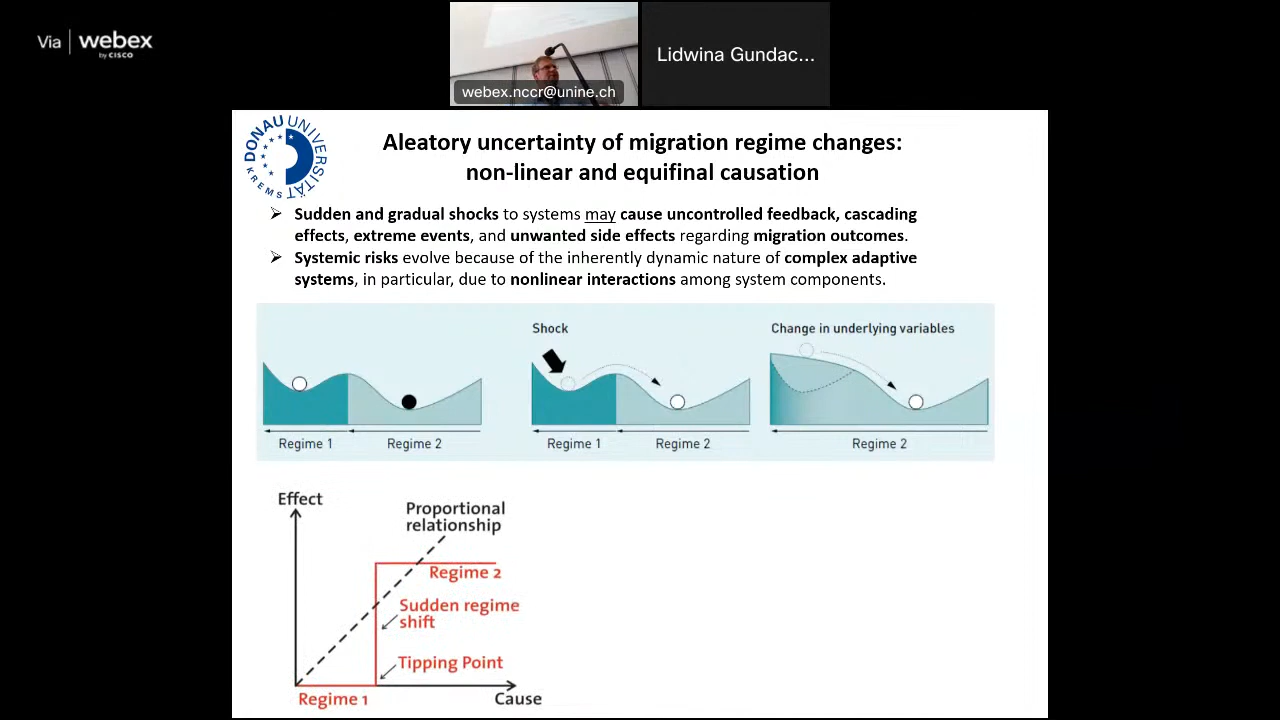 Via webex
by CISCO
webex.nccr@unine.ch
Lidwina Gundac...
DONAU UNIVERSITÄT
KREMS
Aleatory uncertainty of migration regime changes:
non-linear and equifinal causation
➢ Sudden and gradual shocks to systems may cause uncontrolled feedback, cascading
effects, extreme events, and unwanted side effects regarding migration outcomes.
➢ Systemic risks evolve because of the inherently dynamic nature of complex adaptive
systems, in particular, due to nonlinear interactions among system components.
Shock
Change in underlying variables
Regime 1
Regime 2
Regime 1
Regime 2
Regime 2
Effect
Proportional
relationship
Regime 2
Sudden regime
shift
Tipping Point
Regime 1
Cause